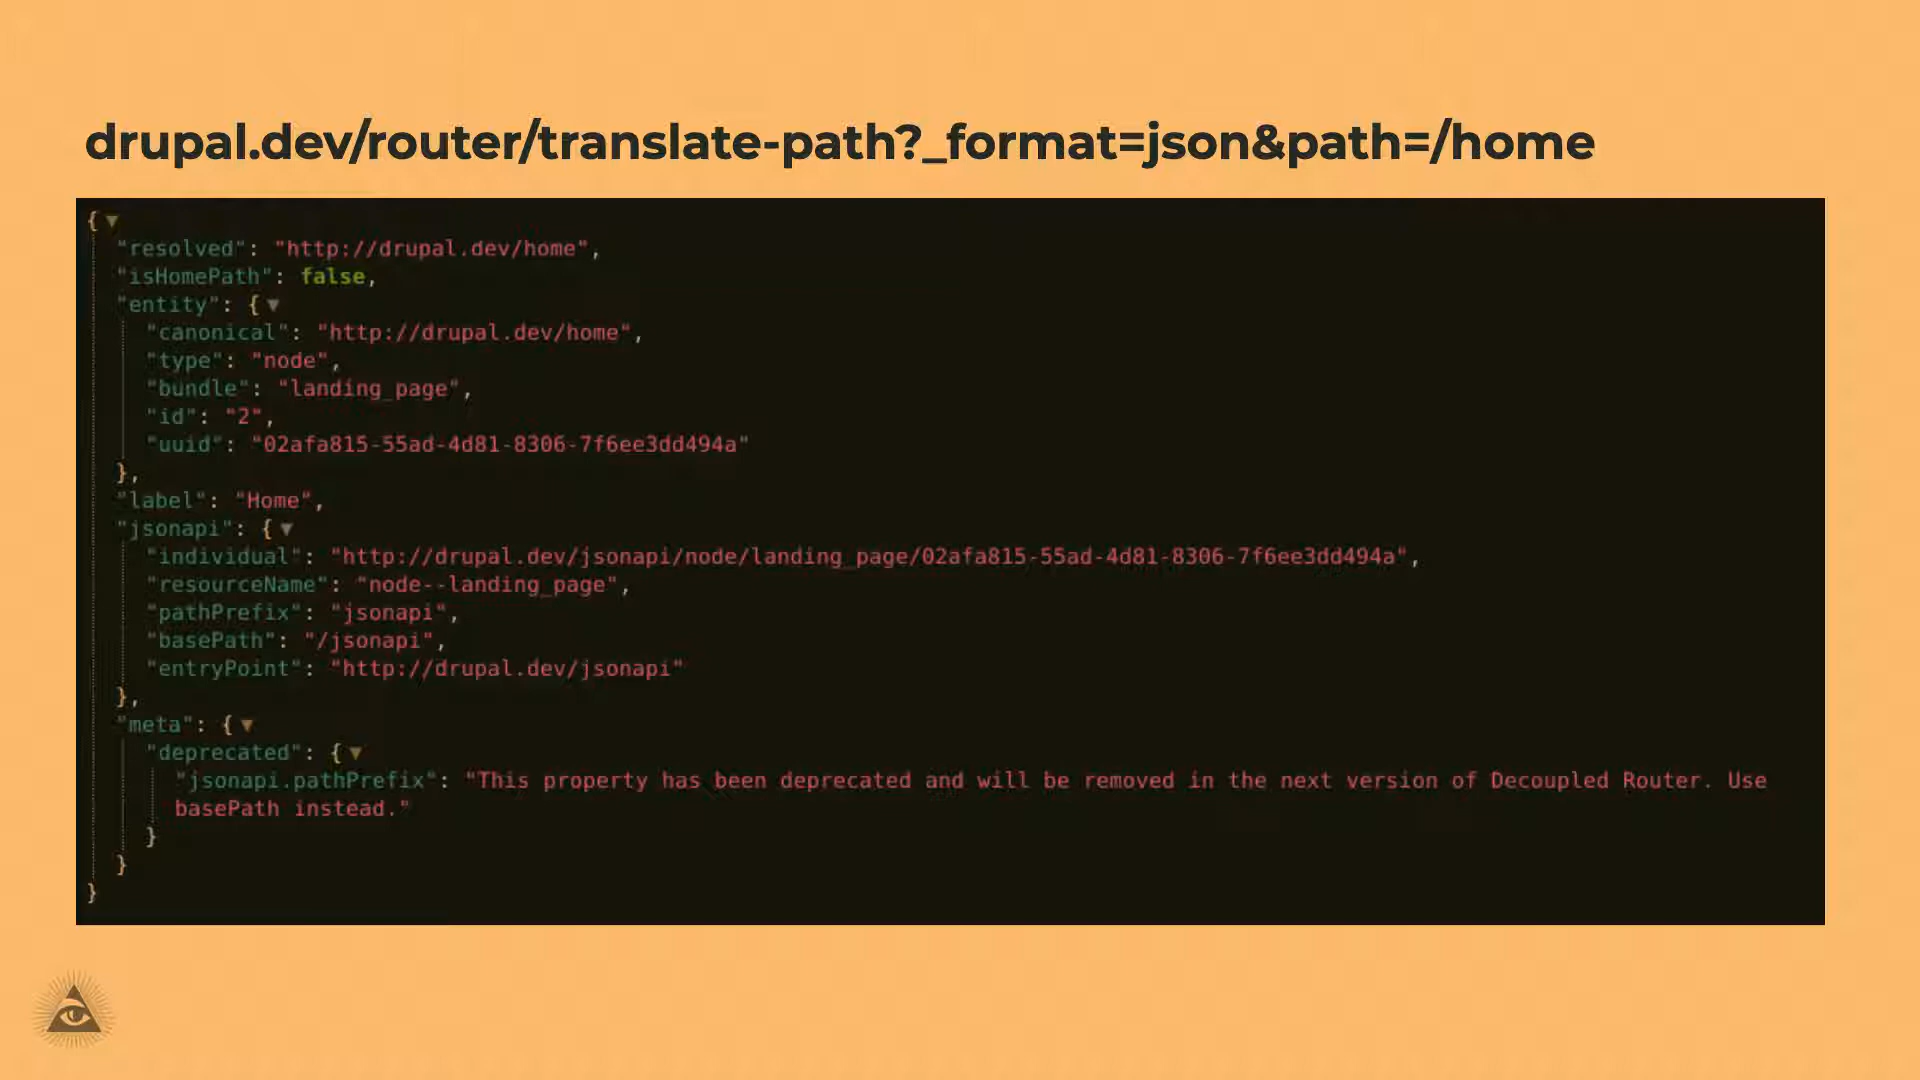 drupal.dev/router/translate-path?_format=json&path=/home
{
"resolved": "http://drupal.dev/home",
"isHomePath": false,
"entity": {
"canonical": "http://drupal.dev/home",
"type": "node",
"bundle": "landing_page",
"id": "2",
"uuid": "02afa815-55ad-4d81-8306-7f6ee3dd494a"
},
"label": "Home",
"jsonapi": {
"individual": "http://drupal.dev/jsonapi/node/landing_page/02afa815-55ad-4d81-8306-7f6ee3dd494a",
"resourceName": "node--landing_page",
"pathPrefix": "jsonapi",
"basePath": "/jsonapi",
"entryPoint": "http://drupal.dev/jsonapi"
},
"meta": {
"deprecated": {
"jsonapi.pathPrefix": "This property has been deprecated and will be removed in the next version of Decoupled Router. Use
basePath instead."
}
}
}